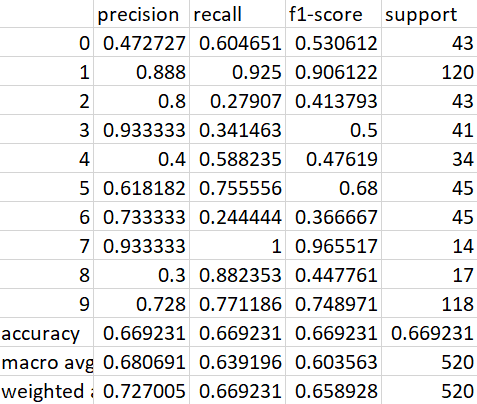 precision recall f1-score support
0 0.472727 0.604651 0.530612 43
1 0.888 0.925 0.906122 120
2 0.8 0.27907 0.413793 43
3 0.933333 0.341463 0.5 41
4 0.4 0.588235 0.47619 34
5 0.618182 0.755556 0.68 45
6 0.733333 0.244444 0.366667 45
7 0.933333 1 0.965517 14
8 0.3 0.882353 0.447761 17
9 0.728 0.771186 0.748971 118
accuracy 0.669231 0.669231 0.669231 0.669231
macro avg 0.680691 0.639196 0.603563 520
weighted 0.727005 0.669231 0.658928 520